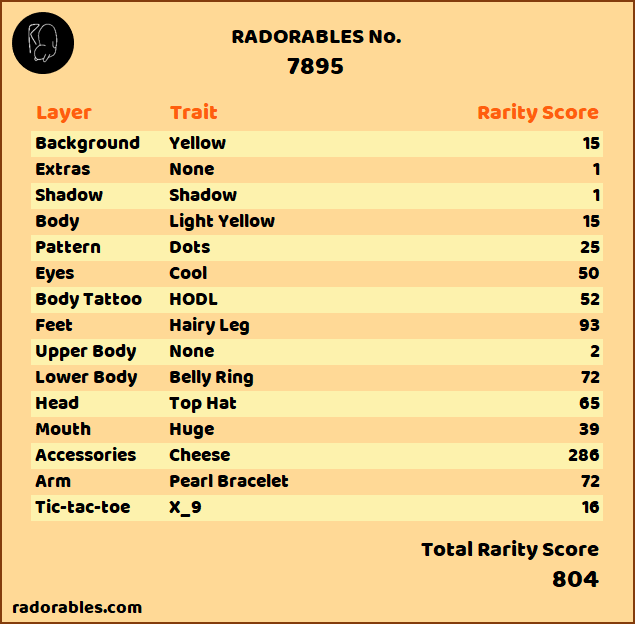 RADORABLES No.
7895
Layer Trait Rarity Score
Background Yellow 15
Extras None 1
Shadow Shadow 1
Body Light Yellow 15
Pattern Dots 25
Eyes Cool 50
Body Tattoo HODL 52
Feet Hairy Leg 93
Upper Body None 2
Lower Body Belly Ring 72
Head Top Hat 65
Mouth Huge 39
Accessories Cheese 286
Arm Pearl Bracelet 72
Tic-tac-toe X_9 16
Total Rarity Score
804
radorables.com